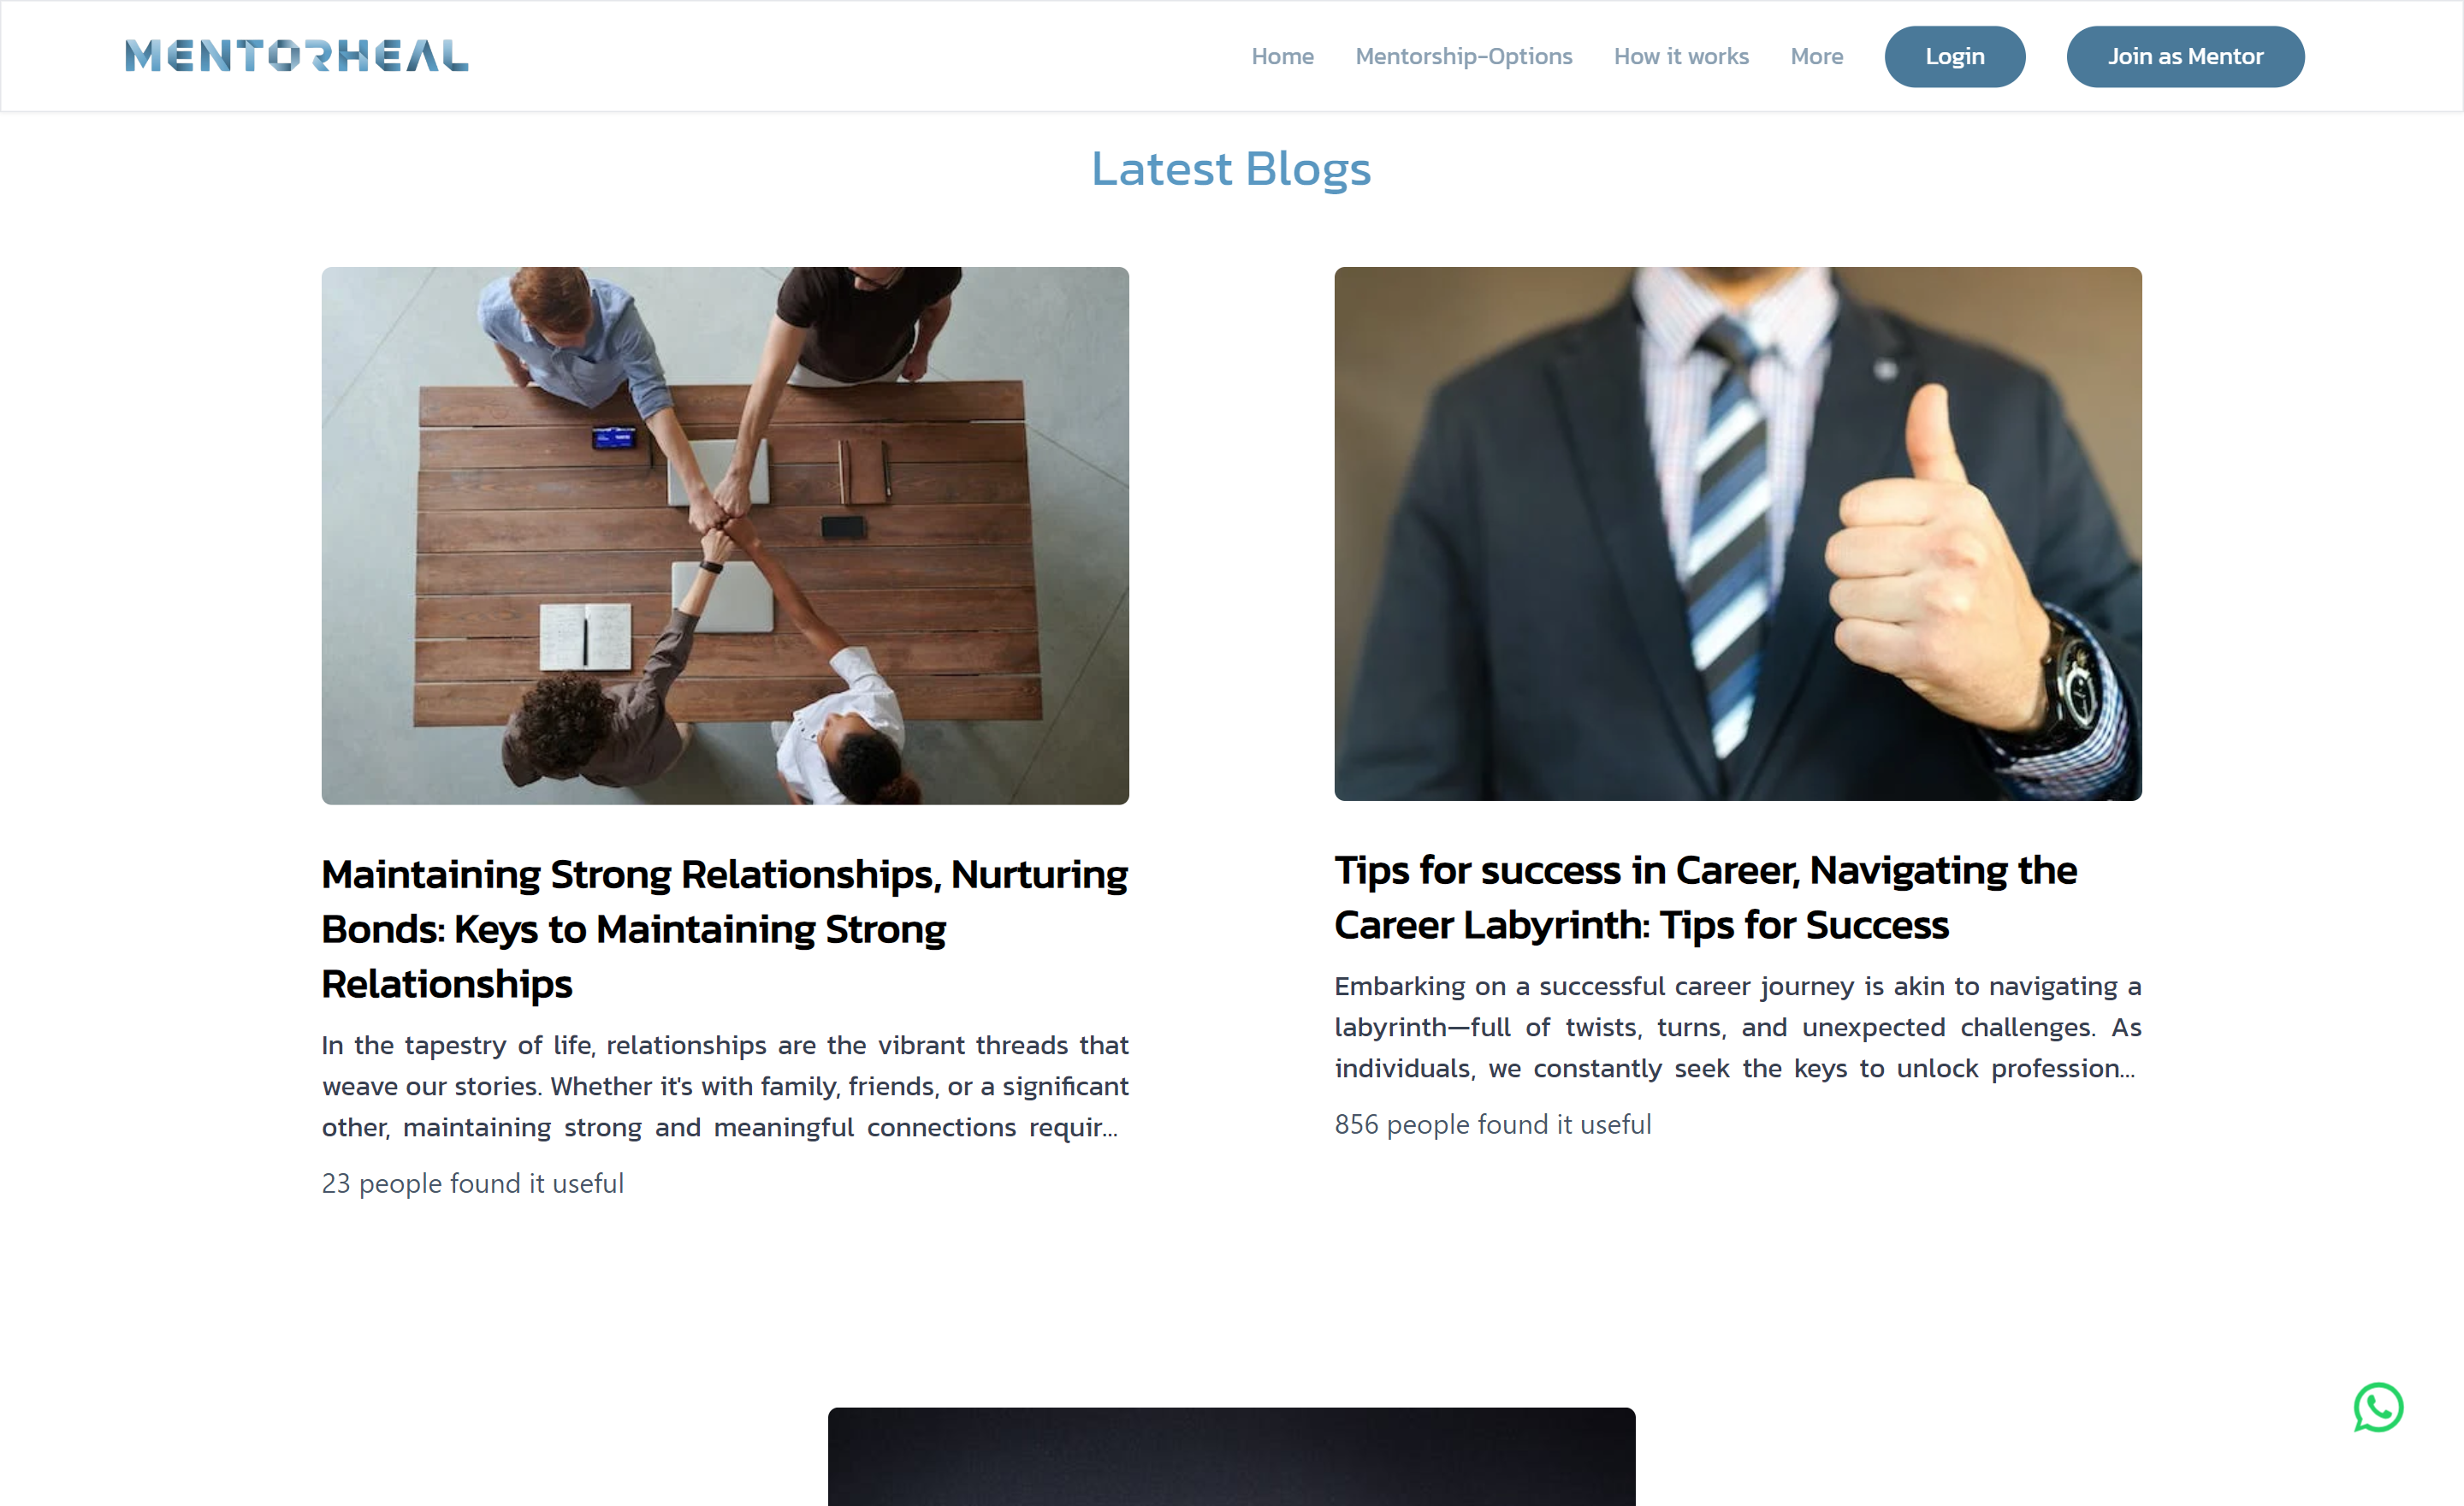 MENTORHEAL
Home Mentorship-Options How it works More Login Join as Mentor
Latest Blogs
Maintaining Strong Relationships, Nurturing
Bonds: Keys to Maintaining Strong
Relationships
In the tapestry of life, relationships are the vibrant threads that
weave our stories. Whether it's with family, friends, or a significant
other, maintaining strong and meaningful connections requir...
23 people found it useful
Tips for success in Career, Navigating the
Career Labyrinth: Tips for Success
Embarking on a successful career journey is akin to navigating a
labyrinth—full of twists, turns, and unexpected challenges. As
individuals, we constantly seek the keys to unlock profession...
856 people found it useful